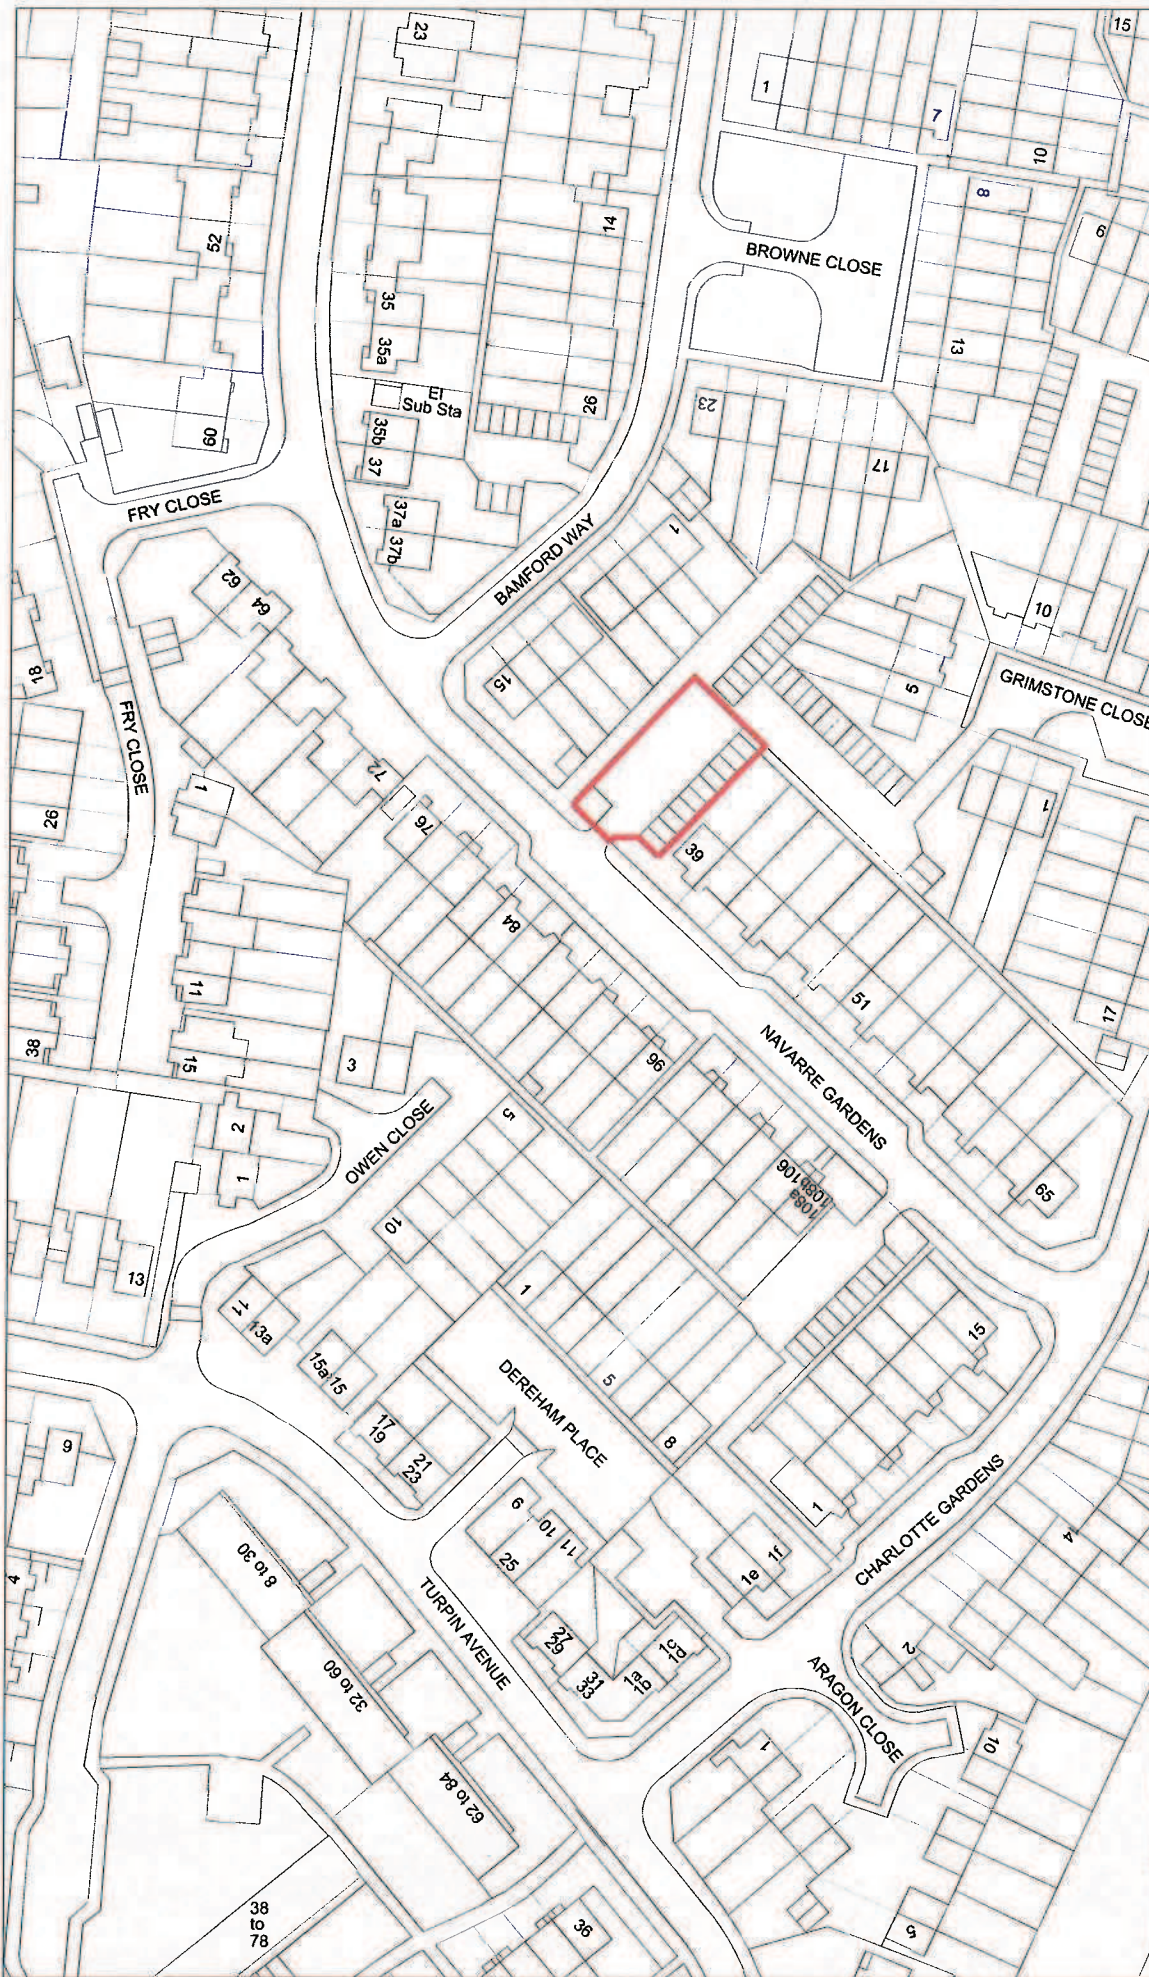 23
15
1
7
10
8
6
14
52
BROWNE CLOSE
35
35a
13
El
Sub Sta
26
23
60
35b
37
17
FRY CLOSE
37a 37b
1
BAMFORD WAY
62
64
10
18
15
5
GRIMSTONE CLOSE
FRY CLOSE
72
1
76
1
26
39
84
11
51
17
38
15
3
96
NAVARRE GARDENS
2
OWEN CLOSE
5
1
106
108b
108a
65
10
13
1
11
13a
15
15a 15
5
DEREHAM PLACE
17
19
8
9
21
23
9
10
11
25
1
CHARLOTTE GARDENS
4
8 to 30
1e
1f
4
TURPIN AVENUE
27
29
1c
1d
2
31
33
1a
1b
32 to 60
ARAGON CLOSE
1
10
62 to 84
38
to
78
36
5